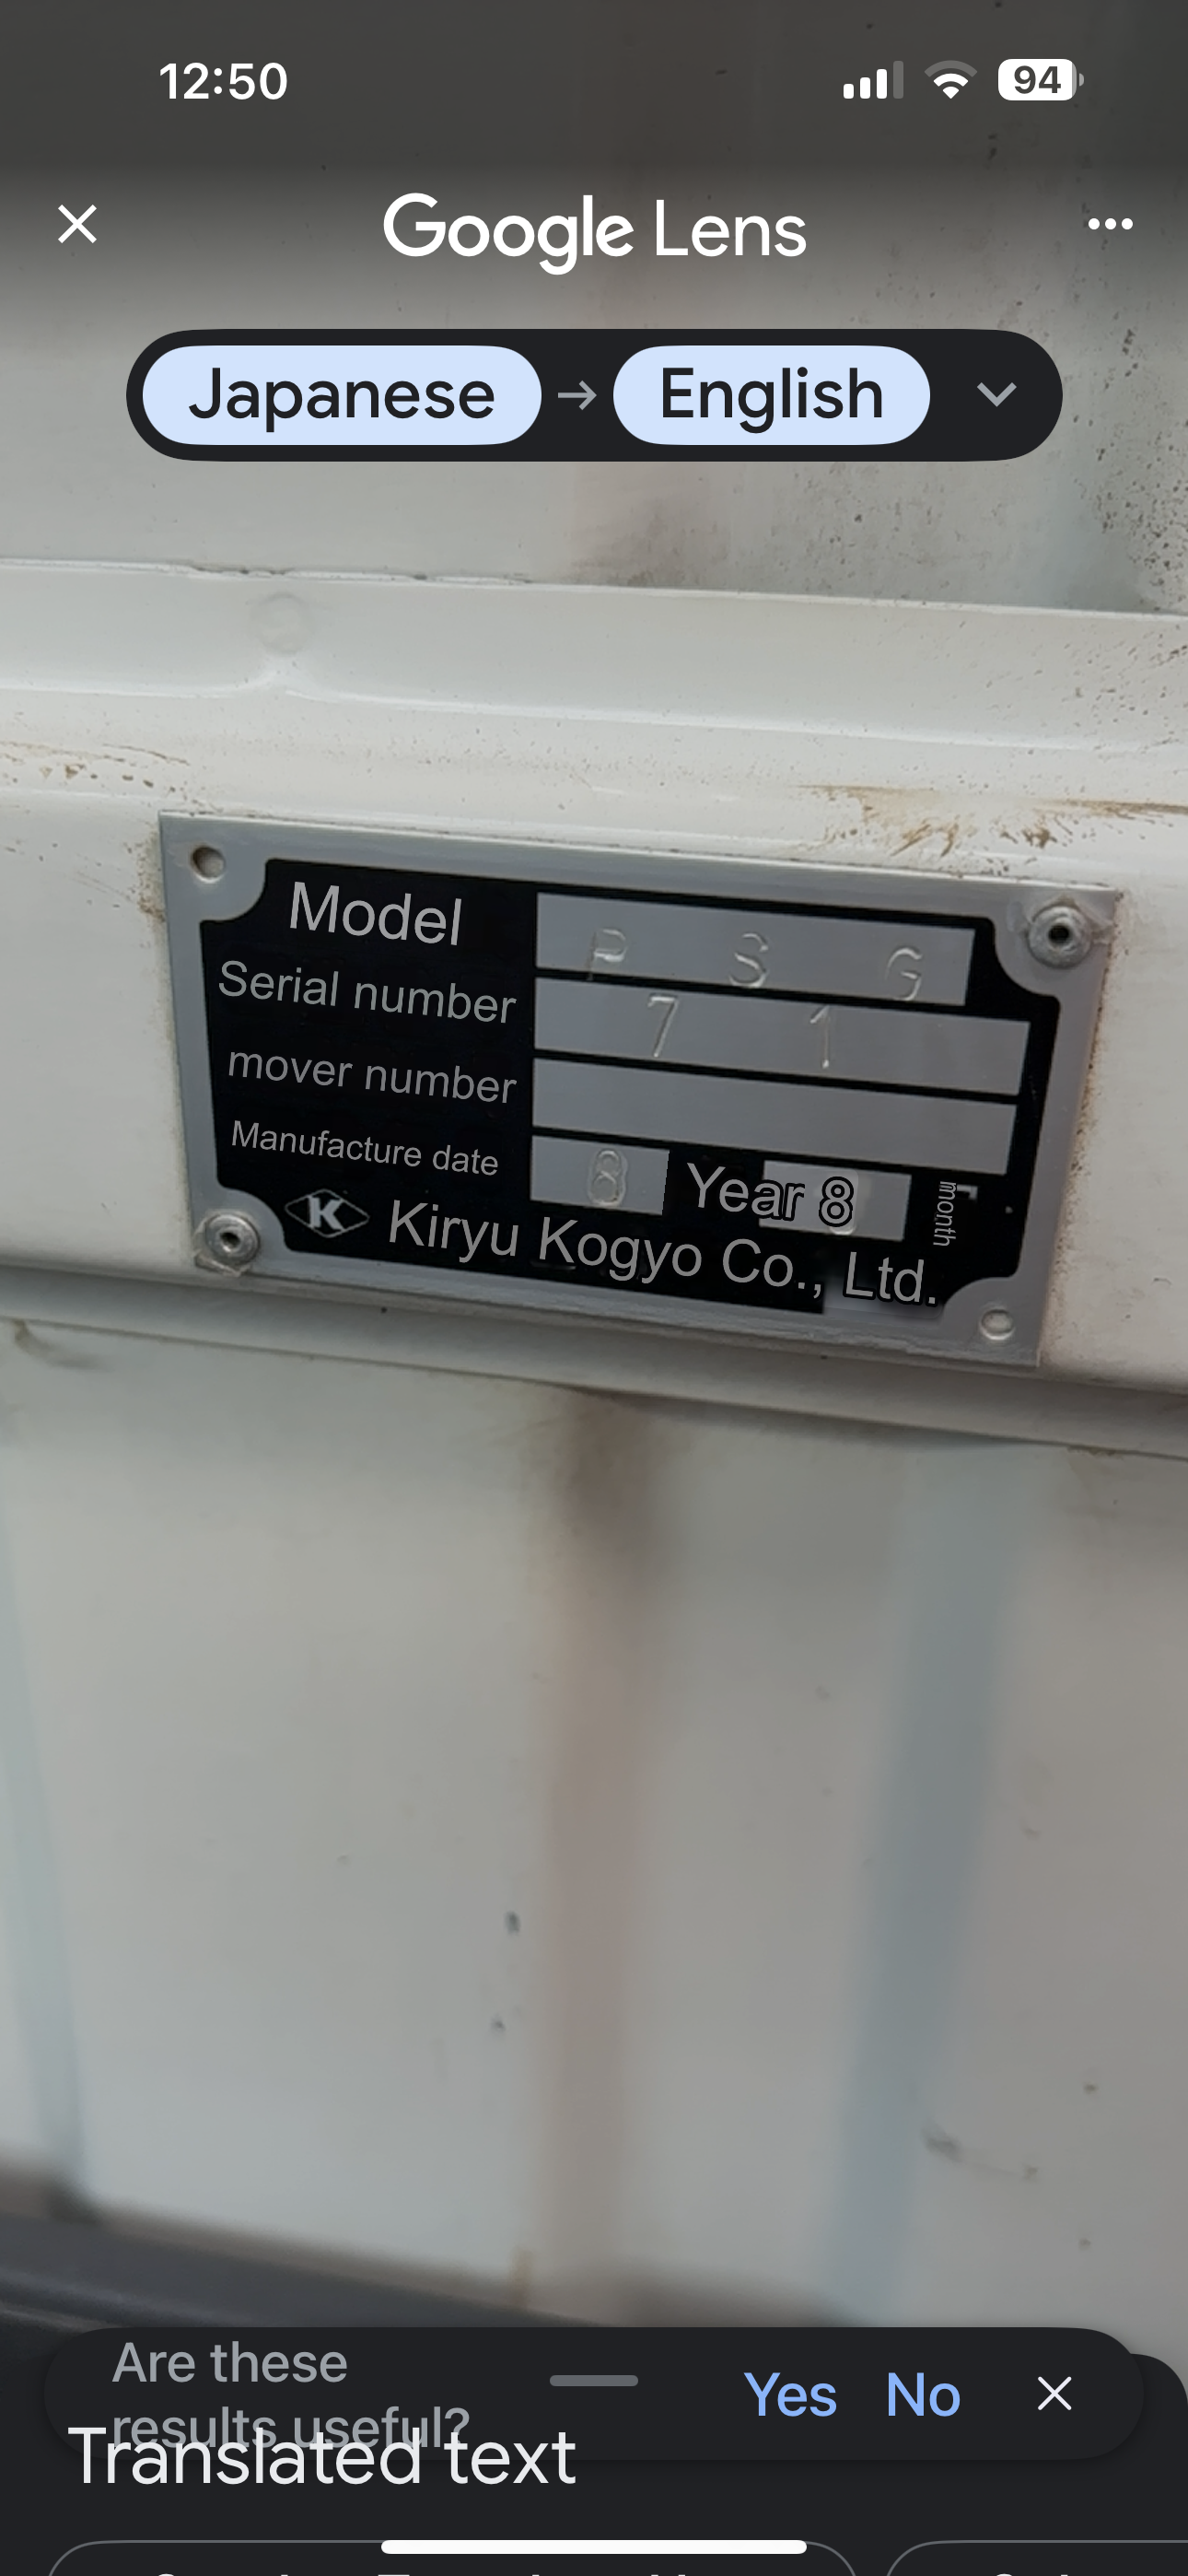 12:50
94
Google Lens
Japanese → English
Model P S G
Serial number 7 1
mover number
Manufacture date 8 Year 8 month
K Kiryu Kogyo Co., Ltd.
Are these
results useful?
Yes No
Translated text